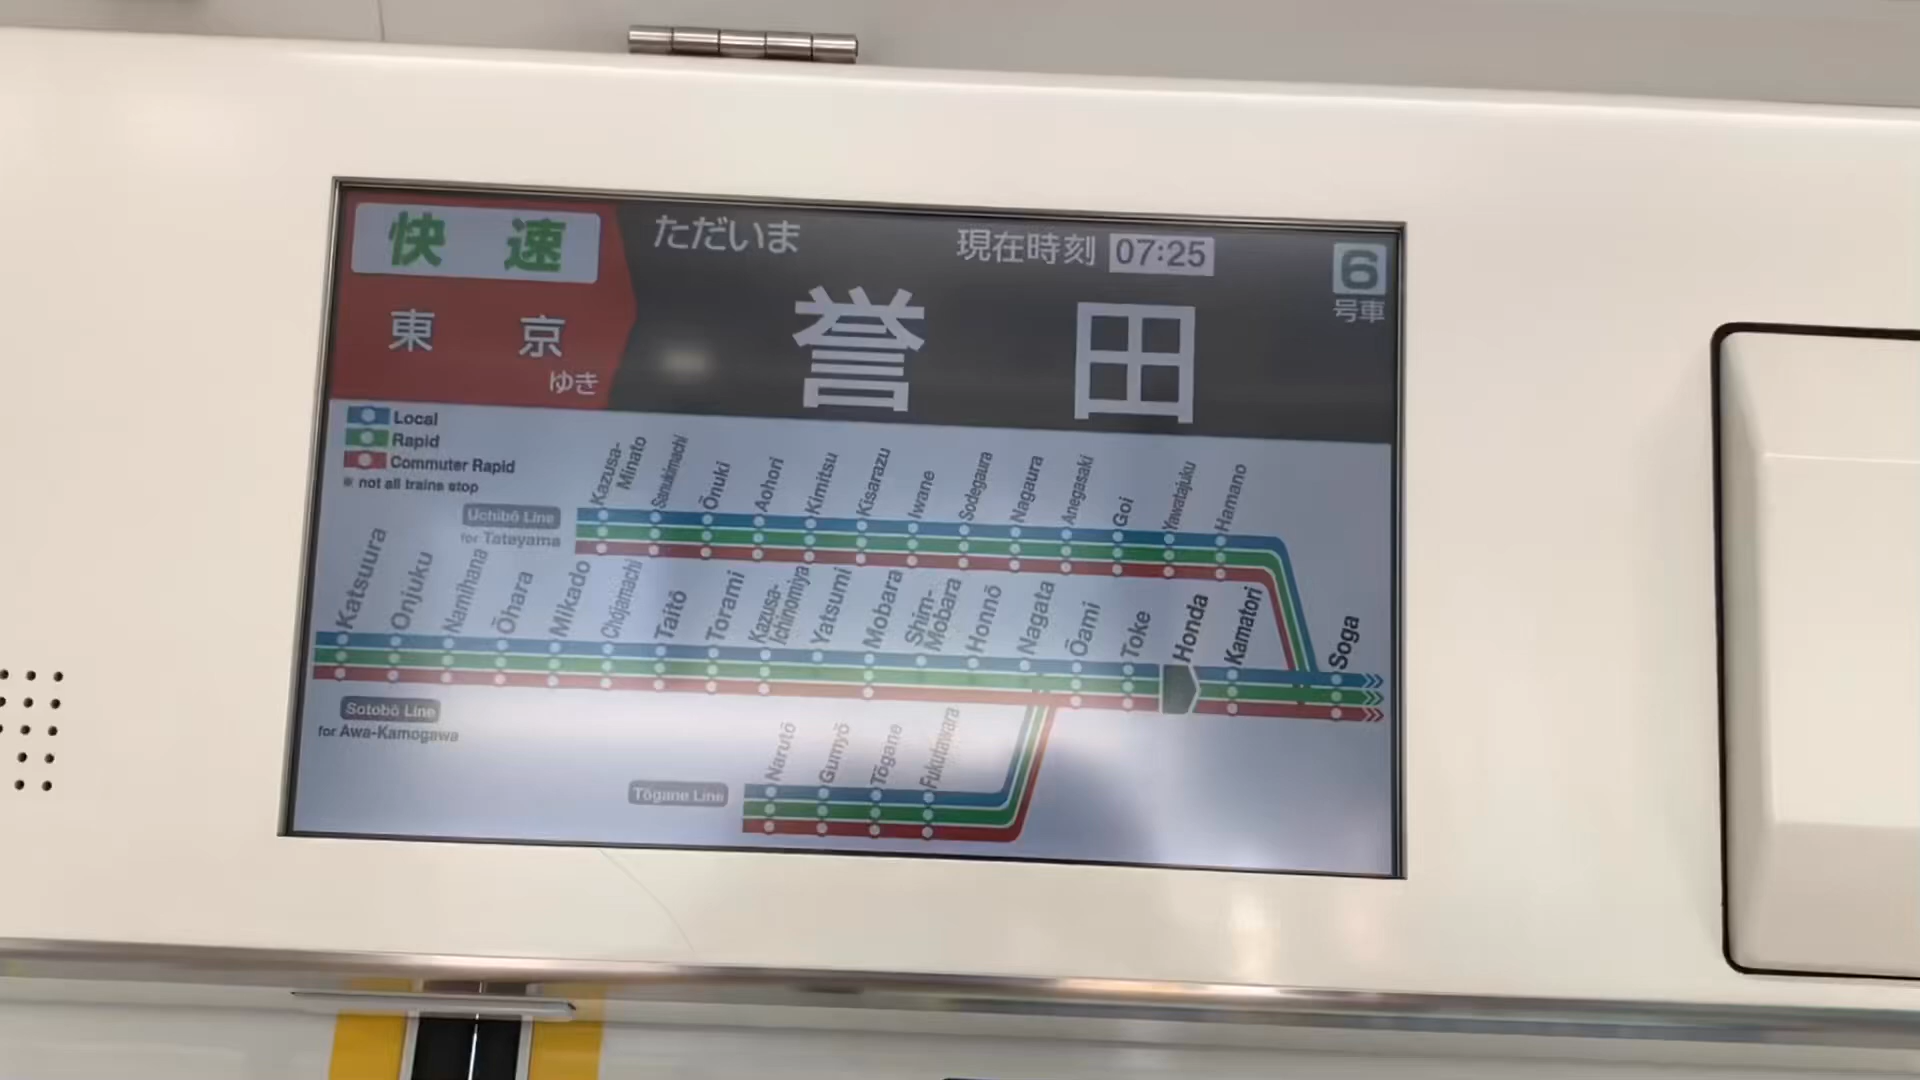 快速
東京
ゆき
ただいま
現在時刻 07:25
誉田
6
号車
Local
Rapid
Commuter Rapid
※ not all trains stop
Uchibō Line
for Tateyama
Kazusa-Minato
Sanukimachi
Ōnuki
Aohori
Kimitsu
Kisarazu
Iwane
Sodegaura
Nagaura
Anegasaki
Goi
Yawatajuku
Hamano
Katsuura
Onjuku
Namihana
Ōhara
Mikado
Chōjamachi
Taitō
Torami
Kazusa-Ichinomiya
Yatsumi
Mobara
Shim-Mobara
Honnō
Nagata
Ōami
Toke
Honda
Kamatori
Soga
Sotobō Line
for Awa-Kamogawa
Tōgane Line
Narutō
Gumyō
Tōgane
Fukutawara